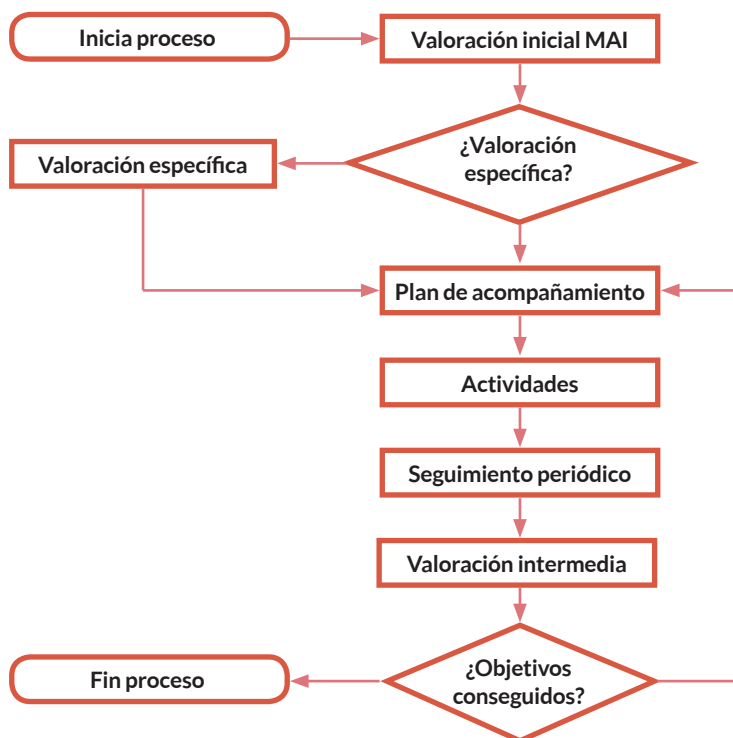 Inicia proceso
Valoración inicial MAI
¿Valoración
específica?
Valoración específica
Plan de acompañamiento
Actividades
Seguimiento periódico
Valoración intermedia
¿Objetivos
conseguidos?
Fin proceso